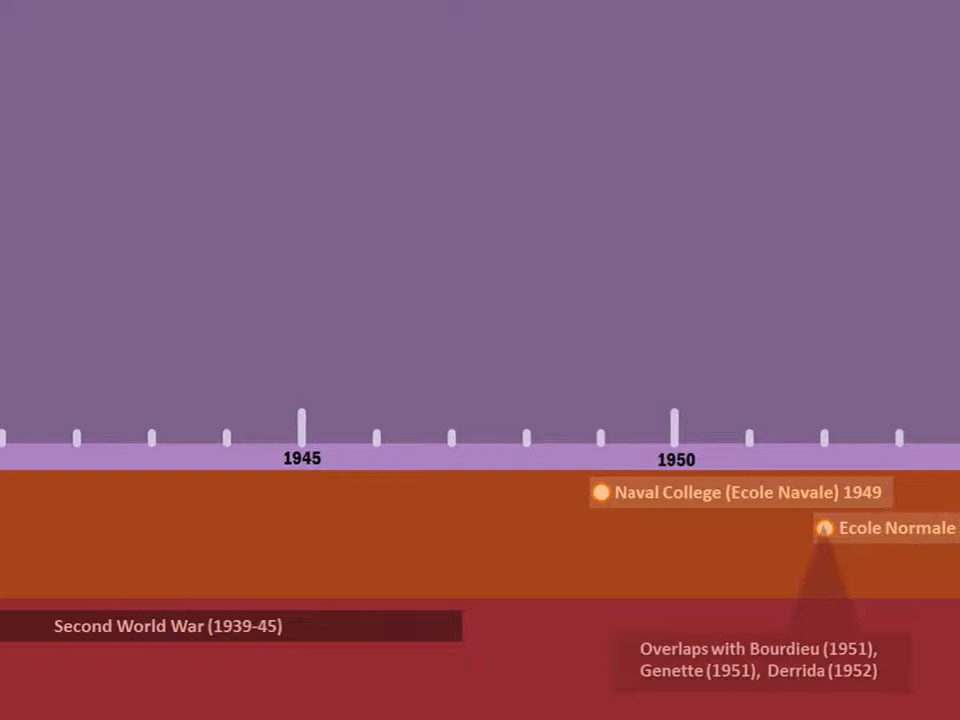 1945
1950
Naval College (Ecole Navale) 1949
Ecole Normale
Second World War (1939-45)
Overlaps with Bourdieu (1951),
Genette (1951), Derrida (1952)